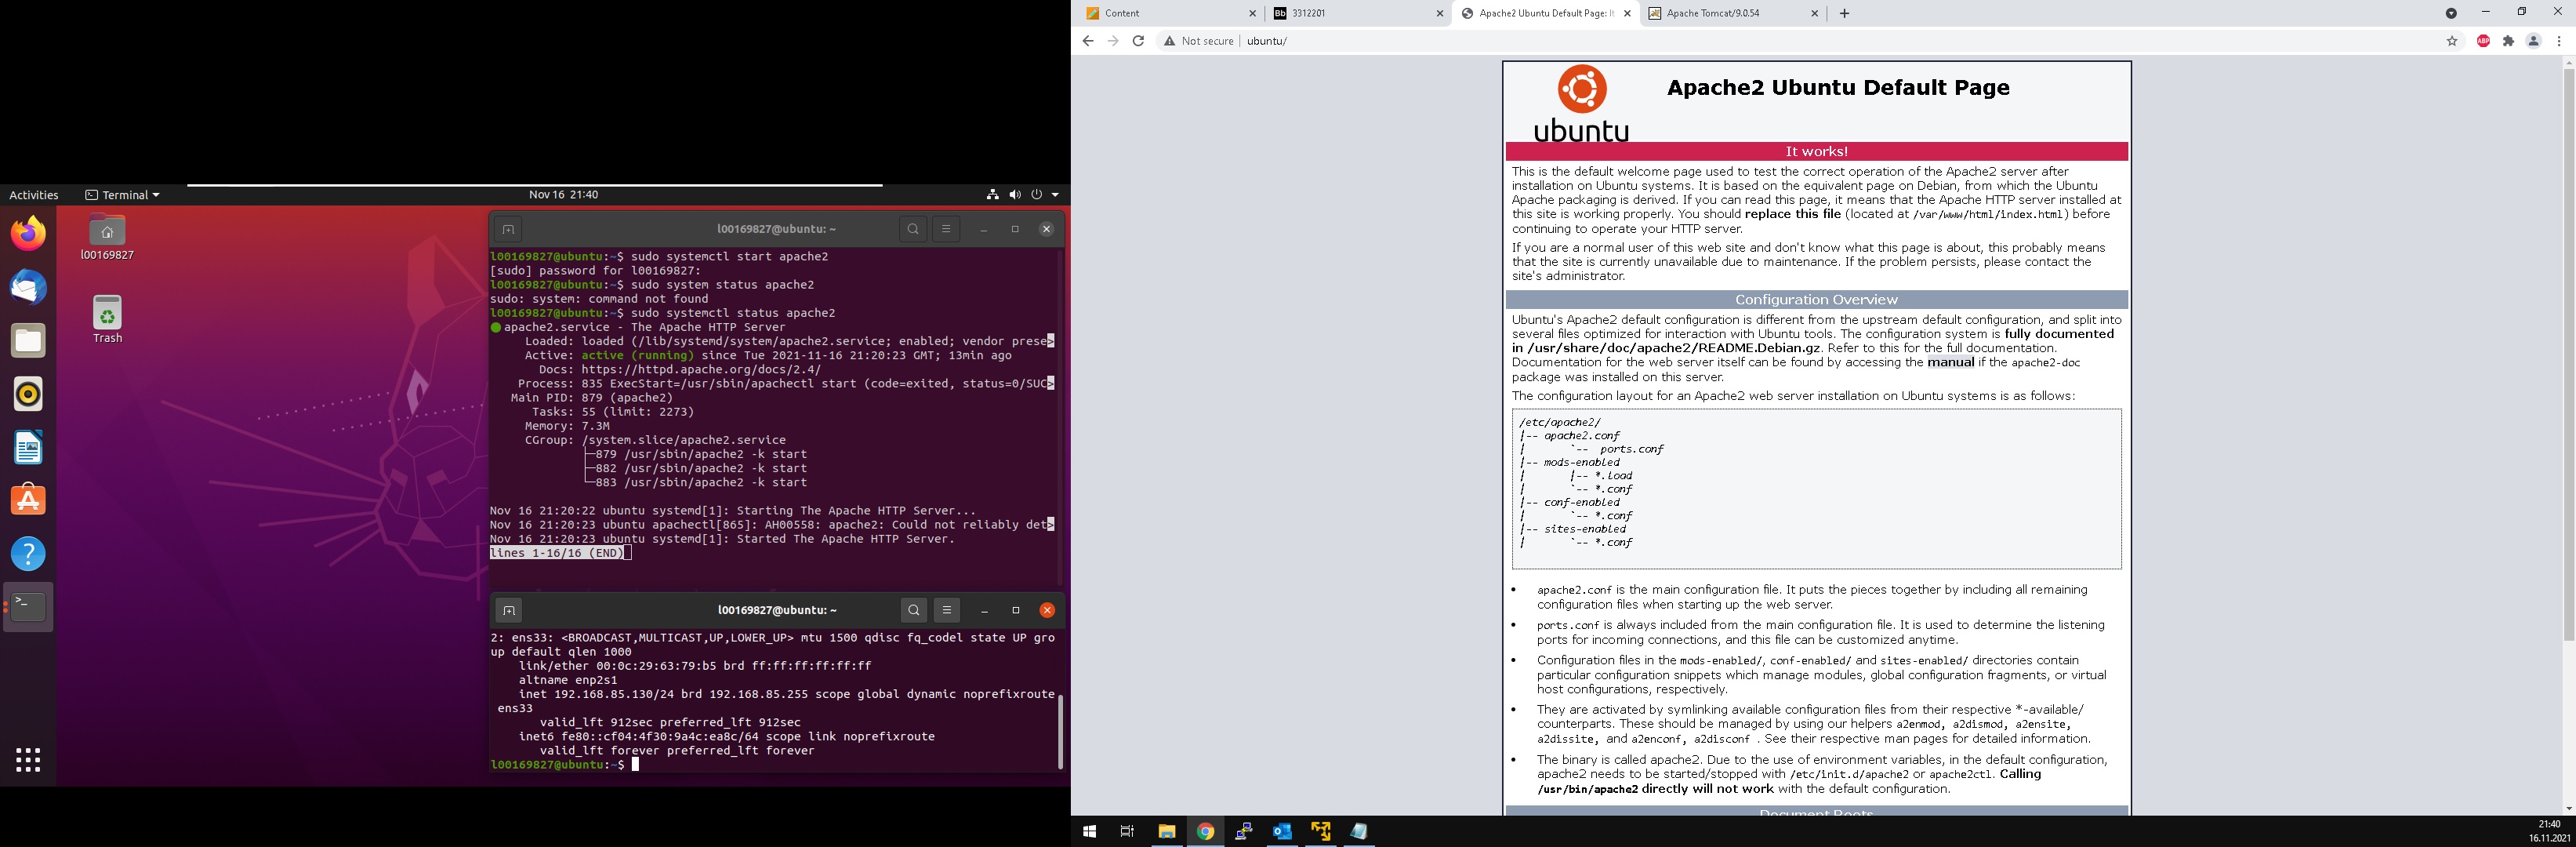 Activities
Terminal
Nov 16 21:40
l00169827
Trash
l00169827@ubuntu: ~
l00169827@ubuntu:~$ sudo systemctl start apache2
[sudo] password for l00169827:
l00169827@ubuntu:~$ sudo system status apache2
sudo: system: command not found
l00169827@ubuntu:~$ sudo systemctl status apache2
apache2.service - The Apache HTTP Server
Loaded: loaded (/lib/systemd/system/apache2.service; enabled; vendor prese>
Active: active (running) since Tue 2021-11-16 21:20:23 GMT; 13min ago
Docs: https://httpd.apache.org/docs/2.4/
Process: 835 ExecStart=/usr/sbin/apachectl start (code=exited, status=0/SUC>
Main PID: 879 (apache2)
Tasks: 55 (limit: 2273)
Memory: 7.3M
CGroup: /system.slice/apache2.service
├─879 /usr/sbin/apache2 -k start
├─882 /usr/sbin/apache2 -k start
└─883 /usr/sbin/apache2 -k start
Nov 16 21:20:22 ubuntu systemd[1]: Starting The Apache HTTP Server...
Nov 16 21:20:23 ubuntu apachectl[865]: AH00558: apache2: Could not reliably det>
Nov 16 21:20:23 ubuntu systemd[1]: Started The Apache HTTP Server.
lines 1-16/16 (END)
l00169827@ubuntu: ~
2: ens33: <BROADCAST,MULTICAST,UP,LOWER_UP> mtu 1500 qdisc fq_codel state UP gro
up default qlen 1000
link/ether 00:0c:29:63:79:b5 brd ff:ff:ff:ff:ff:ff
altname enp2s1
inet 192.168.85.130/24 brd 192.168.85.255 scope global dynamic noprefixroute
ens33
valid_lft 912sec preferred_lft 912sec
inet6 fe80::cf04:4f30:9a4c:ea8c/64 scope link noprefixroute
valid_lft forever preferred_lft forever
l00169827@ubuntu:~$
Content
Bb 3312201
Apache2 Ubuntu Default Page: It
Apache Tomcat/9.0.54
Not secure ubuntu/
ABP
ubuntu
Apache2 Ubuntu Default Page
It works!
This is the default welcome page used to test the correct operation of the Apache2 server after
installation on Ubuntu systems. It is based on the equivalent page on Debian, from which the Ubuntu
Apache packaging is derived. If you can read this page, it means that the Apache HTTP server installed at
this site is working properly. You should replace this file (located at /var/www/html/index.html) before
continuing to operate your HTTP server.
If you are a normal user of this web site and don't know what this page is about, this probably means
that the site is currently unavailable due to maintenance. If the problem persists, please contact the
site's administrator.
Configuration Overview
Ubuntu's Apache2 default configuration is different from the upstream default configuration, and split into
several files optimized for interaction with Ubuntu tools. The configuration system is fully documented
in /usr/share/doc/apache2/README.Debian.gz. Refer to this for the full documentation.
Documentation for the web server itself can be found by accessing the manual if the apache2-doc
package was installed on this server.
The configuration layout for an Apache2 web server installation on Ubuntu systems is as follows:
/etc/apache2/
|-- apache2.conf
|       `--  ports.conf
|-- mods-enabled
|       |-- *.load
|       `-- *.conf
|-- conf-enabled
|       `-- *.conf
|-- sites-enabled
|       `-- *.conf
• apache2.conf is the main configuration file. It puts the pieces together by including all remaining
configuration files when starting up the web server.
• ports.conf is always included from the main configuration file. It is used to determine the listening
ports for incoming connections, and this file can be customized anytime.
• Configuration files in the mods-enabled/, conf-enabled/ and sites-enabled/ directories contain
particular configuration snippets which manage modules, global configuration fragments, or virtual
host configurations, respectively.
• They are activated by symlinking available configuration files from their respective *-available/
counterparts. These should be managed by using our helpers a2enmod, a2dismod, a2ensite,
a2dissite, and a2enconf, a2disconf . See their respective man pages for detailed information.
• The binary is called apache2. Due to the use of environment variables, in the default configuration,
apache2 needs to be started/stopped with /etc/init.d/apache2 or apache2ctl. Calling
/usr/bin/apache2 directly will not work with the default configuration.
Document Roots
21:40
16.11.2021